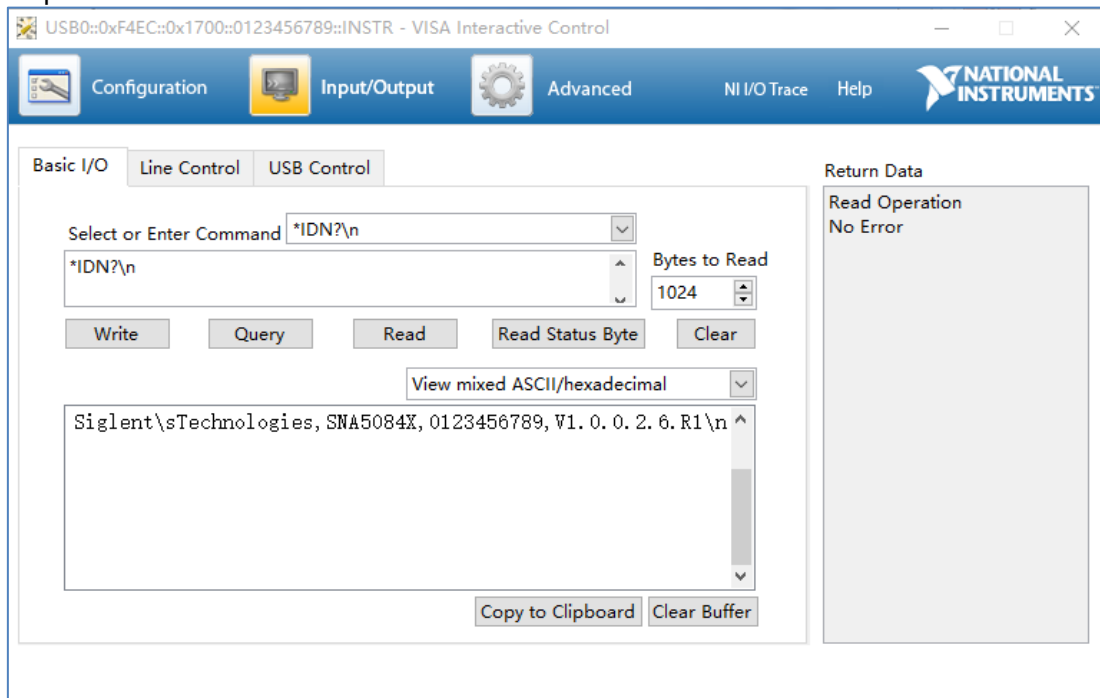 USB0::0xF4EC::0x1700::0123456789::INSTR - VISA Interactive Control
Configuration Input/Output Advanced NI I/O Trace Help NATIONAL INSTRUMENTS
Basic I/O Line Control USB Control
Return Data
Read Operation
No Error
Select or Enter Command *IDN?\n
*IDN?\n
Bytes to Read
1024
Write Query Read Read Status Byte Clear
View mixed ASCII/hexadecimal
Siglent\sTechnologies,SNA5084X,0123456789,V1.0.0.2.6.R1\n
Copy to Clipboard Clear Buffer